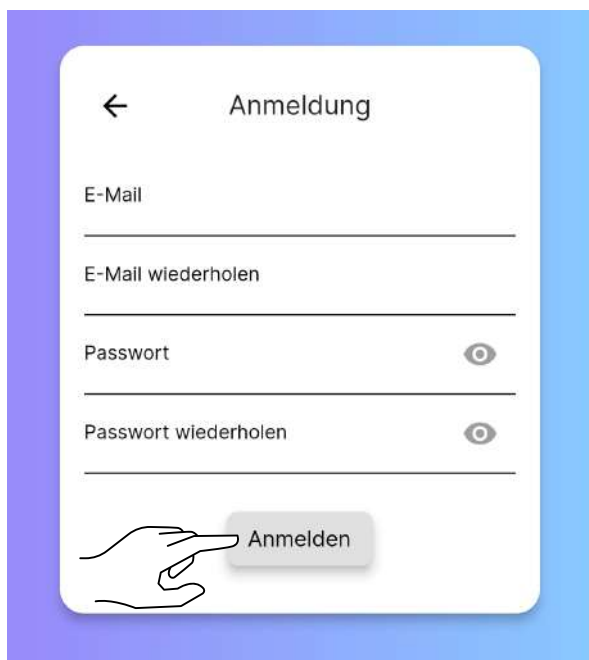 Anmeldung
E-Mail
E-Mail wiederholen
Passwort
Passwort wiederholen
Anmelden